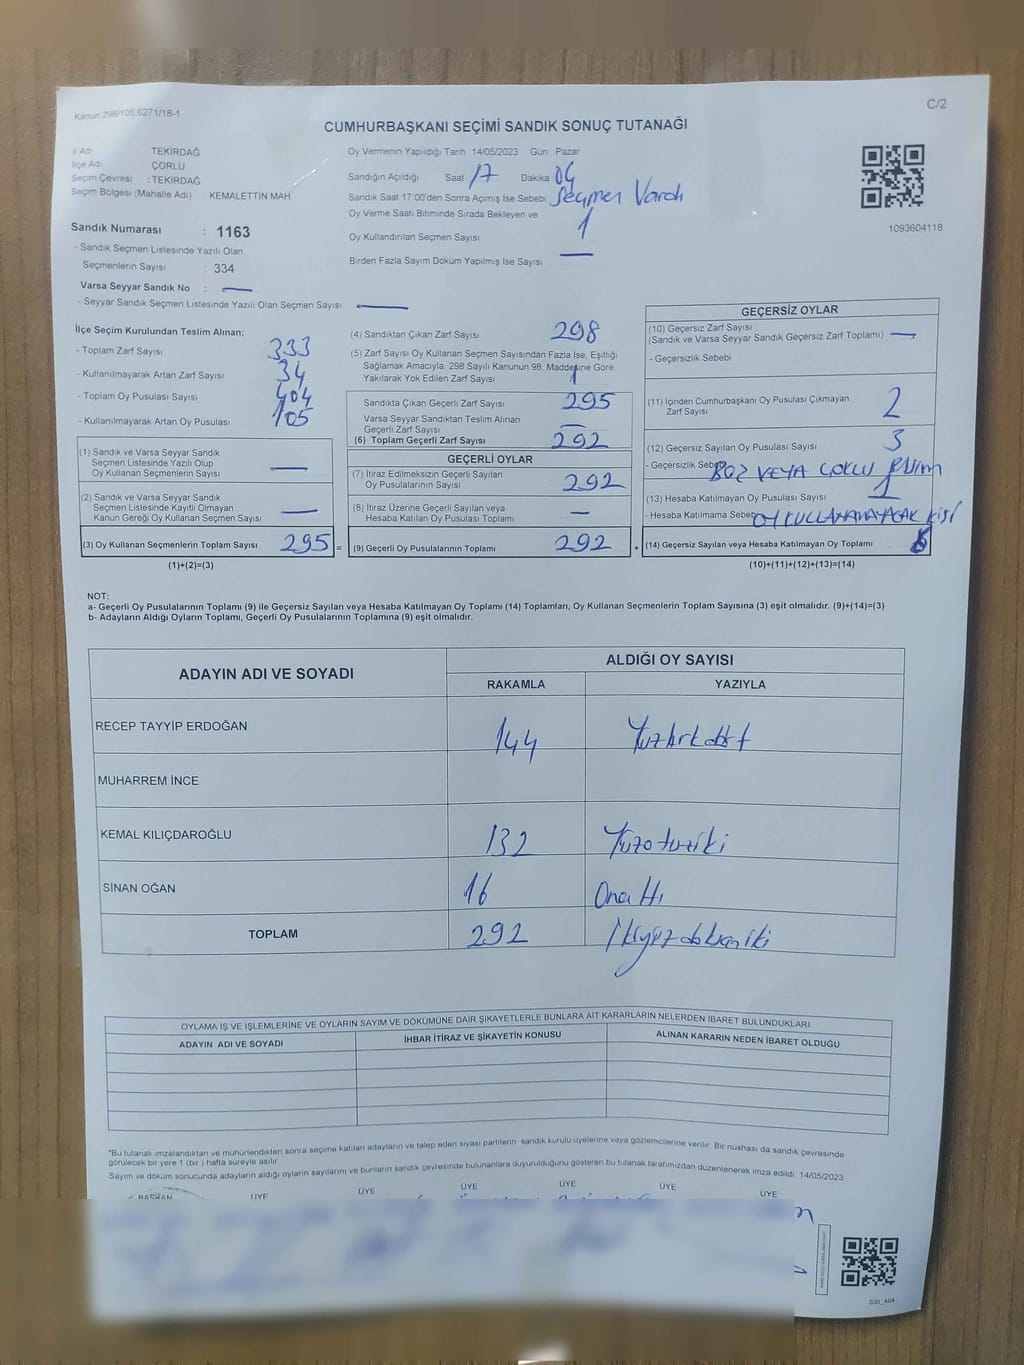 Kanun:298/105,6271/18-1
C/2
CUMHURBAŞKANI SEÇİMİ SANDIK SONUÇ TUTANAĞI
İl Adı TEKİRDAĞ
İlçe Adı ÇORLU
Seçim Çevresi : TEKİRDAĞ
Seçim Bölgesi (Mahalle Adı) KEMALETTİN MAH
Sandık Numarası : 1163
- Sandık Seçmen Listesinde Yazılı Olan
Seçmenlerin Sayısı : 334
Varsa Seyyar Sandık No : —
- Seyyar Sandık Seçmen Listesinde Yazılı Olan Seçmen Sayısı: —
Oy Vermenin Yapıldığı Tarih 14/05/2023 Gün Pazar
Sandığın Açıldığı Saat 17 Dakika 04
Sandık Saat 17:00'den Sonra Açımış İse Sebebi Seçmen Vardı
Oy Verme Saati Bitiminde Sırada Bekleyen ve
Oy Kullandırılan Seçmen Sayısı 1
Birden Fazla Sayım Döküm Yapılmış İse Sayısı —
1093604118
İlçe Seçim Kurulundan Teslim Alınan;
- Toplam Zarf Sayısı 333
- Kullanılmayarak Artan Zarf Sayısı 34
- Toplam Oy Pusulası Sayısı 404
- Kullanılmayarak Artan Oy Pusulası 105
(1) Sandık ve Varsa Seyyar Sandık
Seçmen Listesinde Yazılı Olup
Oy Kullanan Seçmenlerin Sayısı —
(2) Sandık ve Varsa Seyyar Sandık
Seçmen Listesinde Kayıtlı Olmayan
Kanun Gereği Oy Kullanan Seçmen Sayısı —
(3) Oy Kullanan Seçmenlerin Toplam Sayısı 295 =
(1)+(2)=(3)
(4) Sandıktan Çıkan Zarf Sayısı 298
(5) Zarf Sayısı Oy Kullanan Seçmen Sayısından Fazla İse, Eşitliği
Sağlamak Amacıyla; 298 Sayılı Kanunun 98. Maddesine Göre
Yakılarak Yok Edilen Zarf Sayısı 1
Sandıkta Çıkan Geçerli Zarf Sayısı 295
Varsa Seyyar Sandıktan Teslim Alınan
Geçerli Zarf Sayısı —
(6) Toplam Geçerli Zarf Sayısı 292
GEÇERLİ OYLAR
(7) İtiraz Edilmeksizin Geçerli Sayılan
Oy Pusulalarının Sayısı 292
(8) İtiraz Üzerine Geçerli Sayılan veya
Hesaba Katılan Oy Pusulaları Toplamı —
(9) Geçerli Oy Pusulalarının Toplamı 292 +
GEÇERSİZ OYLAR
(10) Geçersiz Zarf Sayısı
(Sandık ve Varsa Seyyar Sandık Geçersiz Zarf Toplamı) —
- Geçersizlik Sebebi
(11) İçinden Cumhurbaşkanı Oy Pusulası Çıkmayan
Zarf Sayısı 2
(12) Geçersiz Sayılan Oy Pusulası Sayısı 3
- Geçersizlik Sebebi BOZ VEYA ÇOKLU
(13) Hesaba Katılmayan Oy Pusulası Sayısı 1
- Hesaba Katılmama Sebebi OY KULLANAMAYACAK KİŞİ
(14) Geçersiz Sayılan veya Hesaba Katılmayan Oy Toplamı
(10)+(11)+(12)+(13)=(14)
NOT:
a- Geçerli Oy Pusulalarının Toplamı (9) ile Geçersiz Sayılan veya Hesaba Katılmayan Oy Toplamı (14) Toplamları, Oy Kullanan Seçmenlerin Toplam Sayısına (3) eşit olmalıdır. (9)+(14)=(3)
b- Adayların Aldığı Oyların Toplamı, Geçerli Oy Pusulalarının Toplamına (9) eşit olmalıdır.
ADAYIN ADI VE SOYADI ALDIĞI OY SAYISI
RAKAMLA YAZIYLA
RECEP TAYYİP ERDOĞAN 144 Yüzkırkdört
MUHARREM İNCE
KEMAL KILIÇDAROĞLU 132 Yüzotuziki
SİNAN OĞAN 16 Onaltı
TOPLAM 292 İkiyüzdoksaniki
OYLAMA İŞ VE İŞLEMLERİNE VE OYLARIN SAYIM VE DÖKÜMÜNE DAİR ŞİKAYETLERLE BUNLARA AİT KARARLARIN NELERDEN İBARET BULUNDUKLARI
ADAYIN ADI VE SOYADI İHBAR İTİRAZ VE ŞİKAYETİN KONUSU ALINAN KARARIN NEDEN İBARET OLDUĞU
"Bu tutanak imzalandıktan ve mühürlendikten sonra seçime katılan adayların ve talep eden siyası partilerin sandık kurulu üyelerine veya gözlemcilerine verilir. Bir nüshası da sandık çevresinde
görülecek bir yere 1 (bir) hafta süreyle asılır
Sayım ve döküm sonucunda adayların aldığı oyların sayılarını ve bunların sandık çevresinde bulunanlara duyurulduğunu gösteren bu tutanak tarafımızdan düzenlenerek imza edildi. 14/05/2023
BAŞKAN ÜYE ÜYE ÜYE ÜYE ÜYE ÜYE